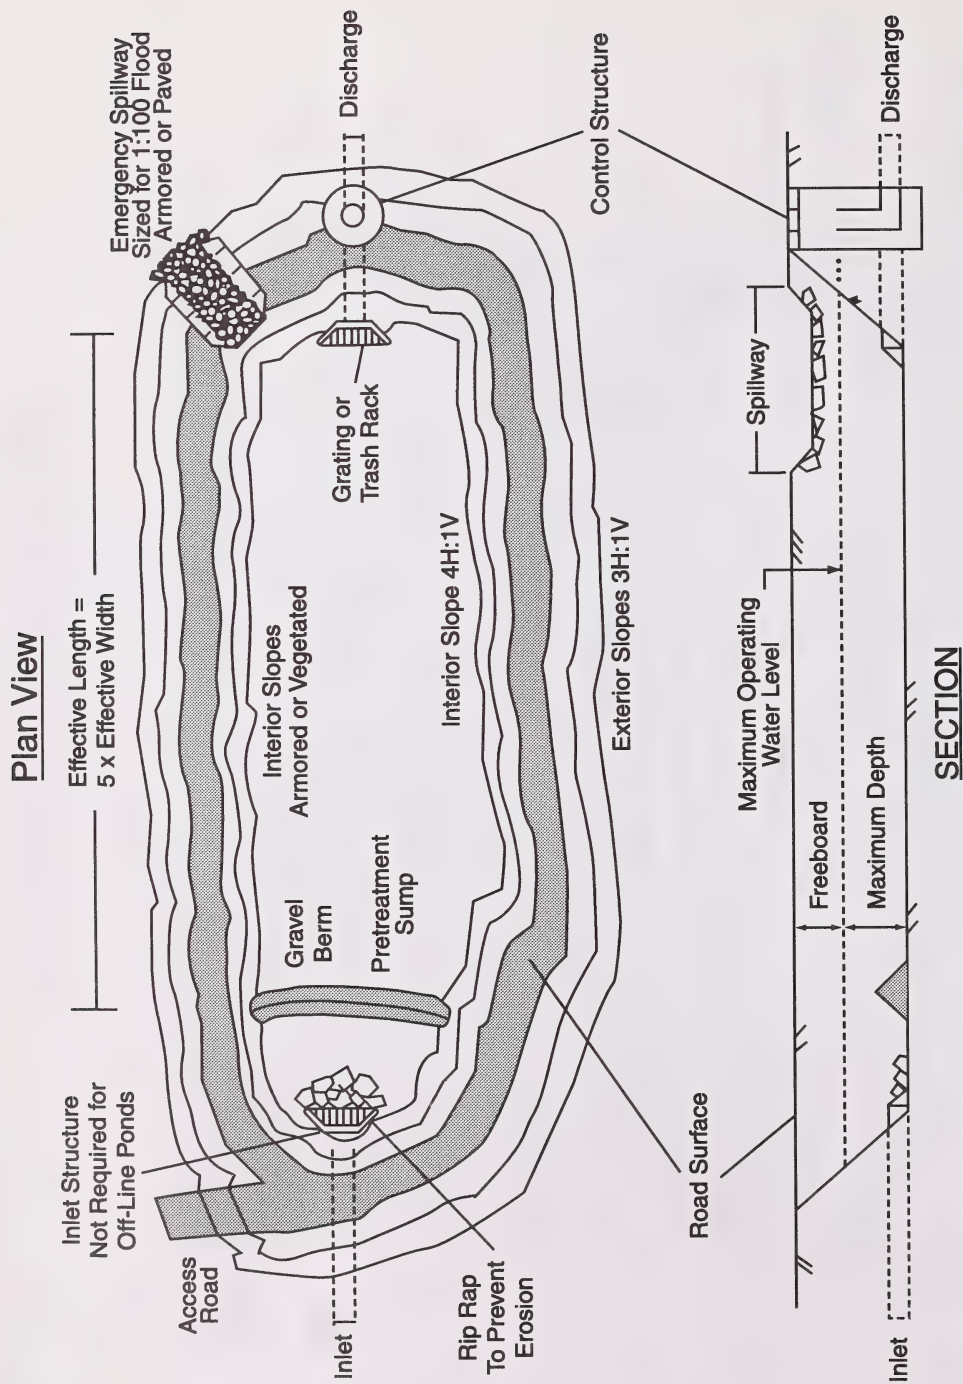 Plan View
Effective Length =
5 x Effective Width
Emergency Spillway
Sized for 1:100 Flood
Armored or Paved
Inlet Structure
Not Required for
Off-Line Ponds
Access
Road
Inlet
Rip Rap
To Prevent
Erosion
Gravel
Berm
Pretreatment
Sump
Interior Slopes
Armored or Vegetated
Interior Slope 4H:1V
Exterior Slopes 3H:1V
Grating or
Trash Rack
Discharge
Control Structure
Road Surface
Maximum Operating
Water Level
Spillway
Freeboard
Maximum Depth
Inlet
Discharge
SECTION